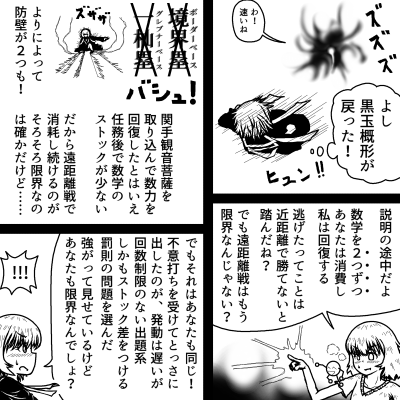 わ！
速いね
ズズズ
よし
黒玉概形が
戻った！
ヒュン!!
説明の途中だよ
数学を２つずつ
あなたは消費し
私は回復する
逃げたってことは
近距離で勝てないと
踏んだんだね？
でも遠距離戦はもう
限界なんじゃない？
ボーダーベース
境界塁
グレブナーベース
バシュ！
ズササ
よりによって
防壁が２つも！
関手観音菩薩を
取り込んで数力を
回復したとはいえ
任務後で数学の
ストックが少ない
だから遠距離戦で
消耗し続けるのが
そろそろ限界なの
は確かだけど……
でもそれはあなたも同じ！
不意打ちを受けてとっさに
出したのが、発動は遅いが
回数制限のない出題系
しかもストック差をつける
罰則の問題を選んだ
強がって見せているけど
あなたも限界なんでしょ？
!!!